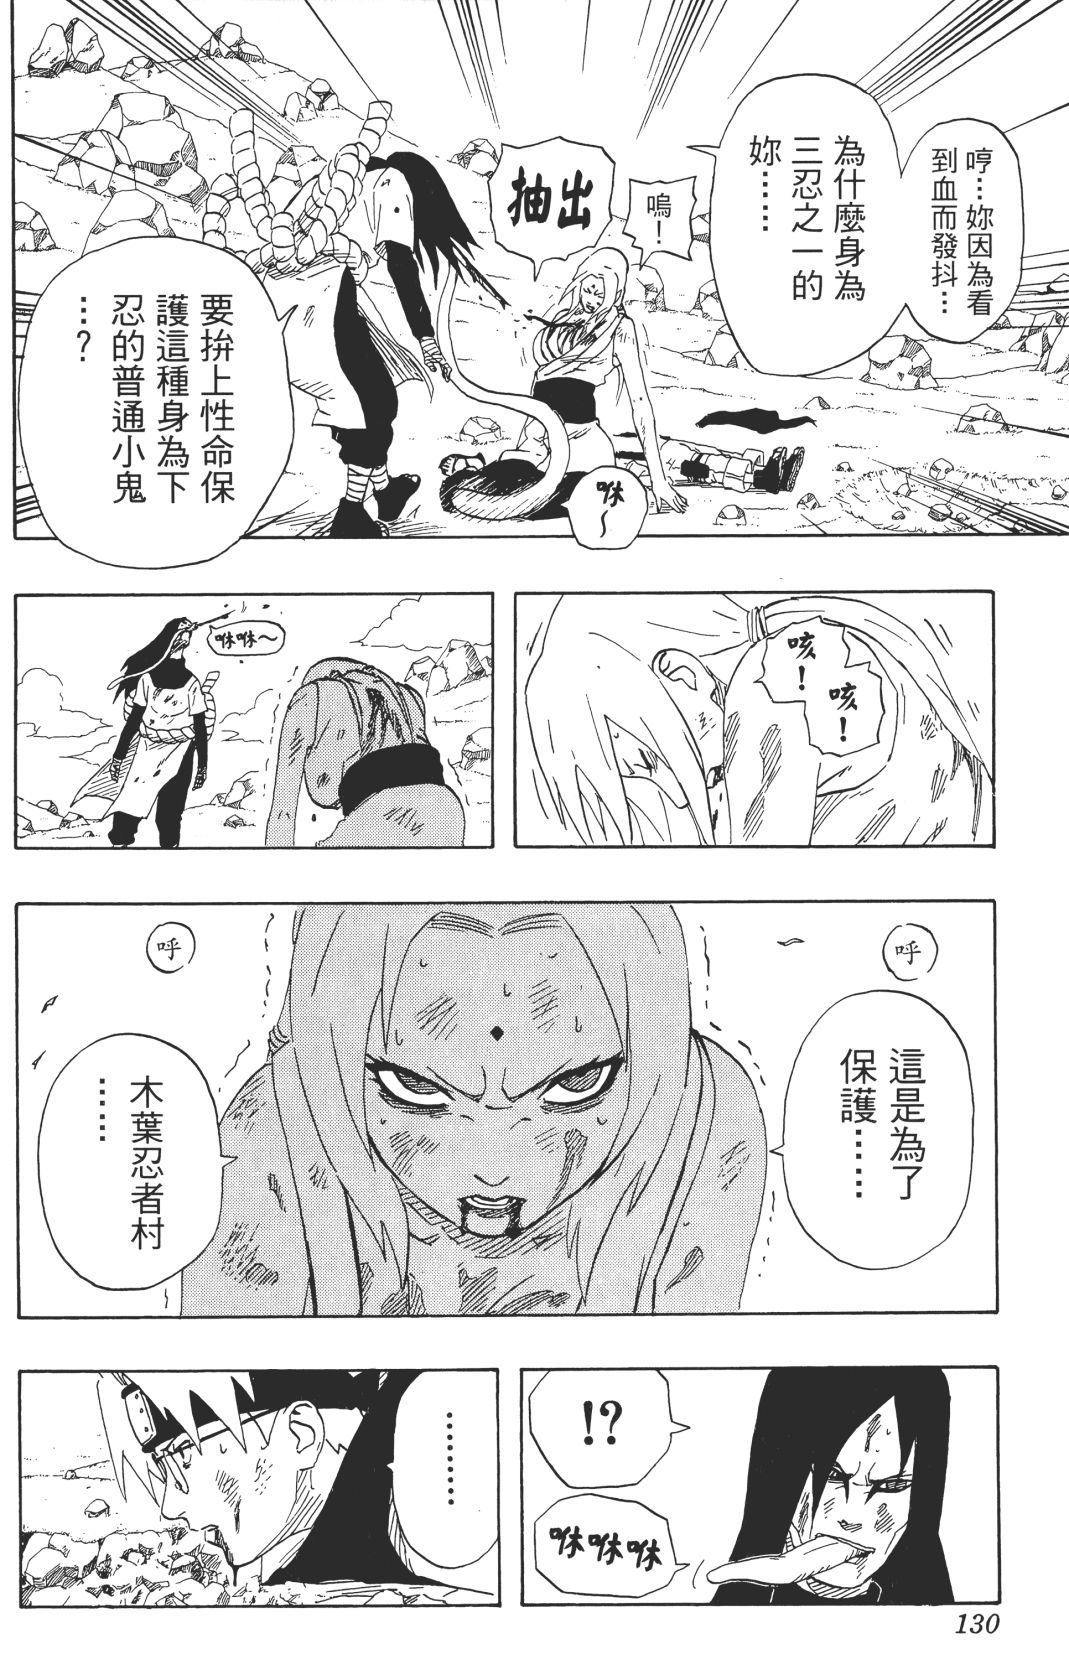 哼…妳因為看
到血而發抖…
為什麼身為
三忍之一的
妳……
嗚！
抽出
咻～
要拚上性命保
護這種身為下
忍的普通小鬼
…？
咳！
咳！
咻咻～
呼
這是為了
保護……
呼
木葉忍者村
……
!?
咻咻咻
………
130